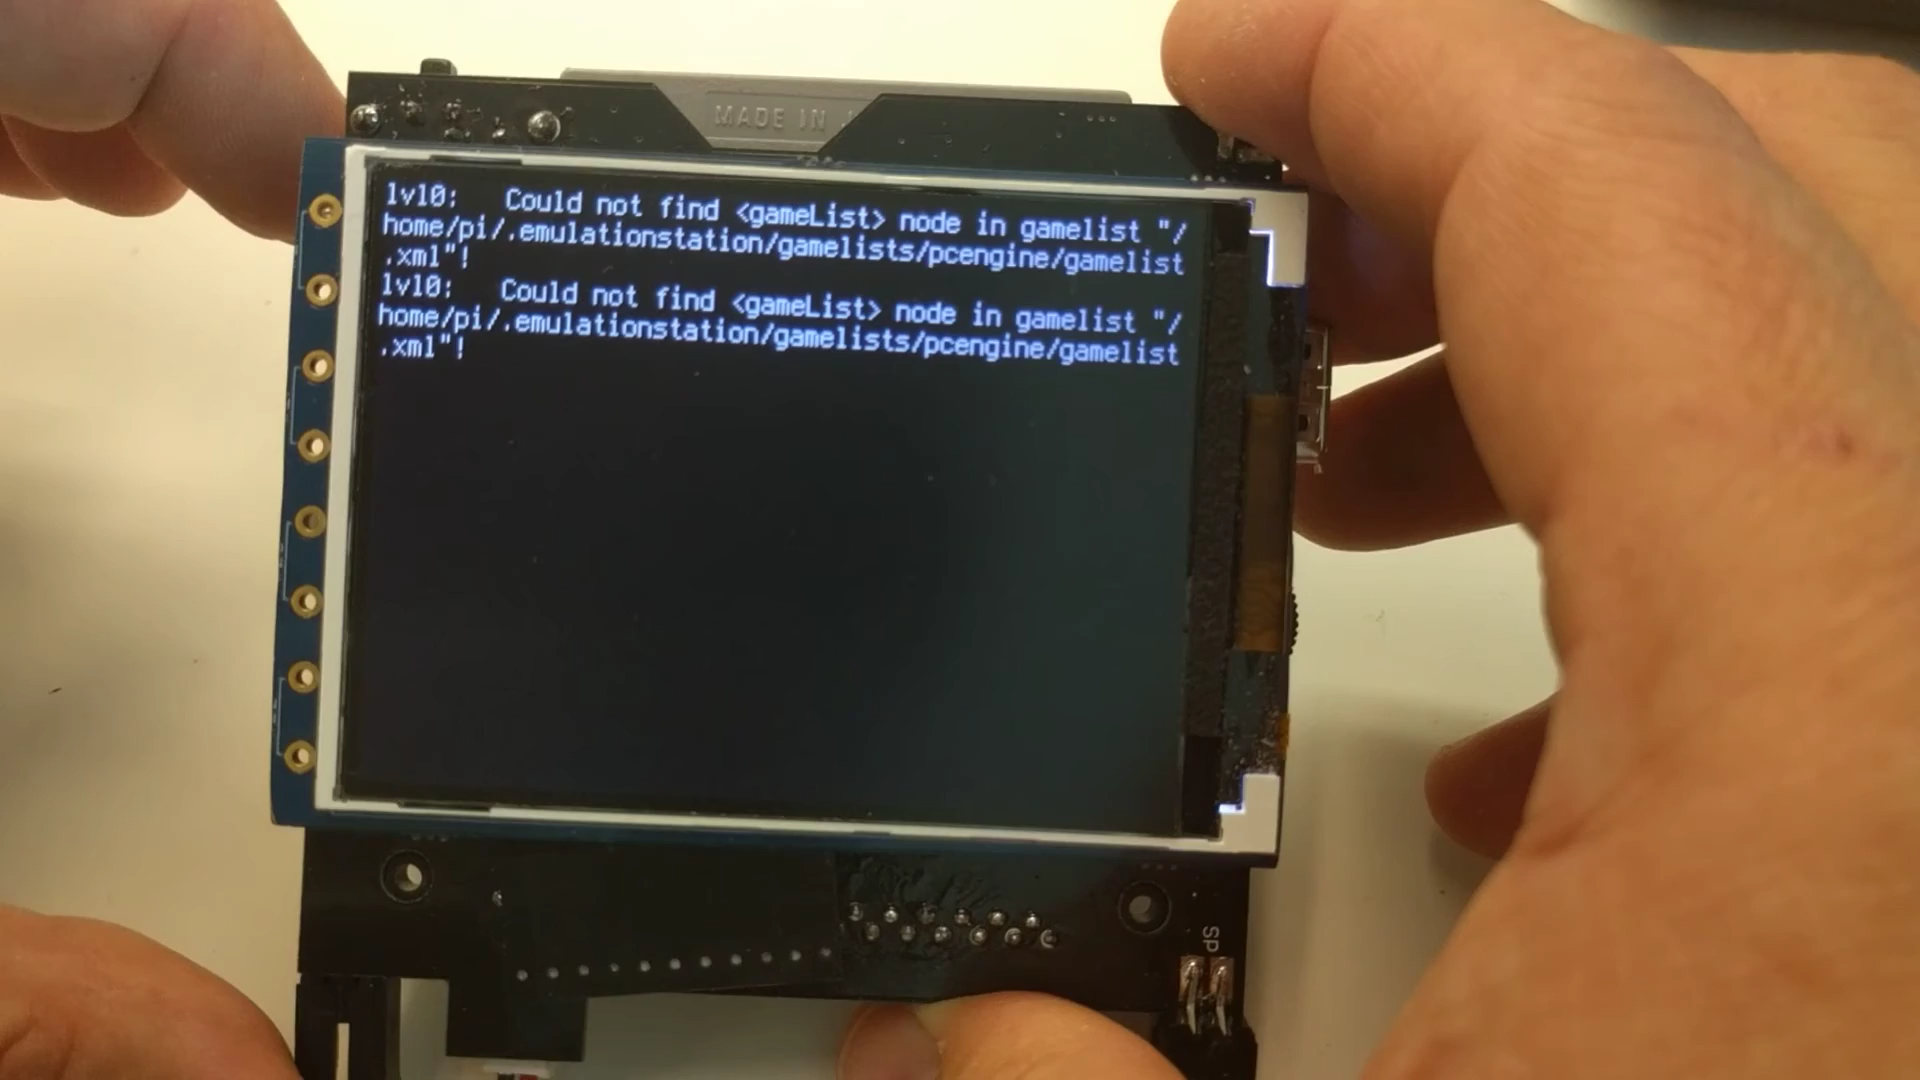 MADE IN
lvl0:   Could not find <gameList> node in gamelist "/
home/pi/.emulationstation/gamelists/pcengine/gamelist
.xml"!
lvl0:   Could not find <gameList> node in gamelist "/
home/pi/.emulationstation/gamelists/pcengine/gamelist
.xml"!
SP